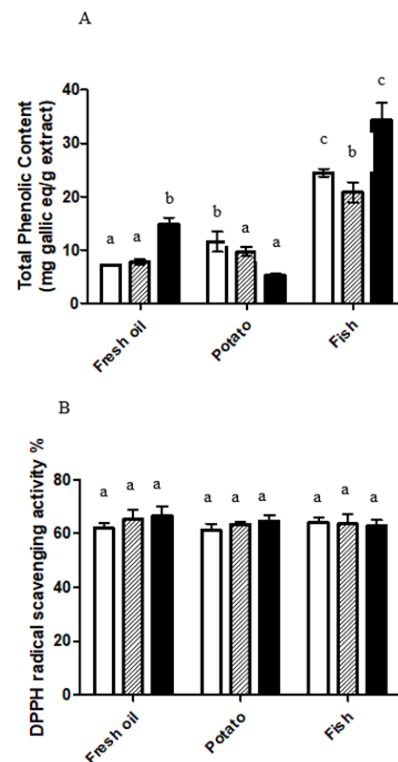 A
Total Phenolic Content
(mg gallic eq/g extract)
40
30
20
10
0
a a b
b a a
c b c
Fresh oil
Potato
Fish
B
DPPH radical scavenging activity %
80
60
40
20
0
a a a
a a a
a a a
Fresh oil
Potato
Fish